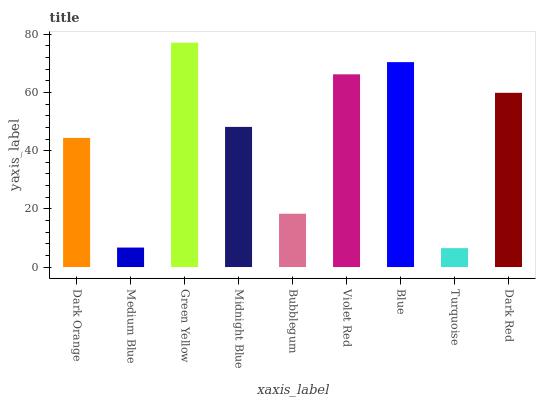 title
80
60
40
20
0
yaxis_label
Dark Orange
Medium Blue
Green Yellow
Midnight Blue
Bubblegum
Violet Red
Blue
Turquoise
Dark Red
xaxis_label